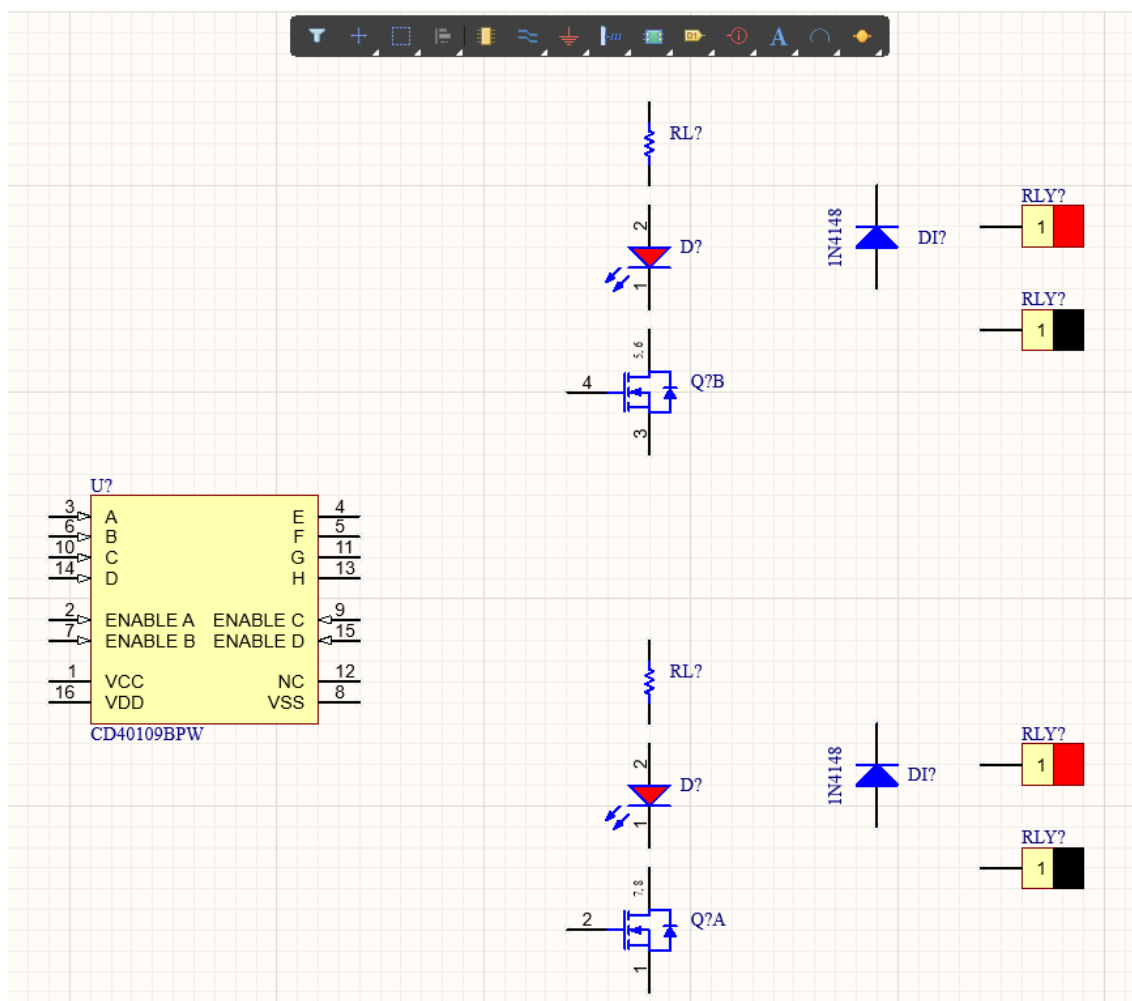 D1
A
RL?
RLY?
1N4148
2
D?
DI?
1
1
RLY?
1
5,6
4
Q?B
3
U?
3 A E 4
6 B F 5
10 C G 11
14 D H 13
2 ENABLE A ENABLE C 9
7 ENABLE B ENABLE D 15
1 VCC NC 12
16 VDD VSS 8
CD40109BPW
RL?
RLY?
1N4148
2
D?
DI?
1
1
RLY?
1
7,8
2
Q?A
1